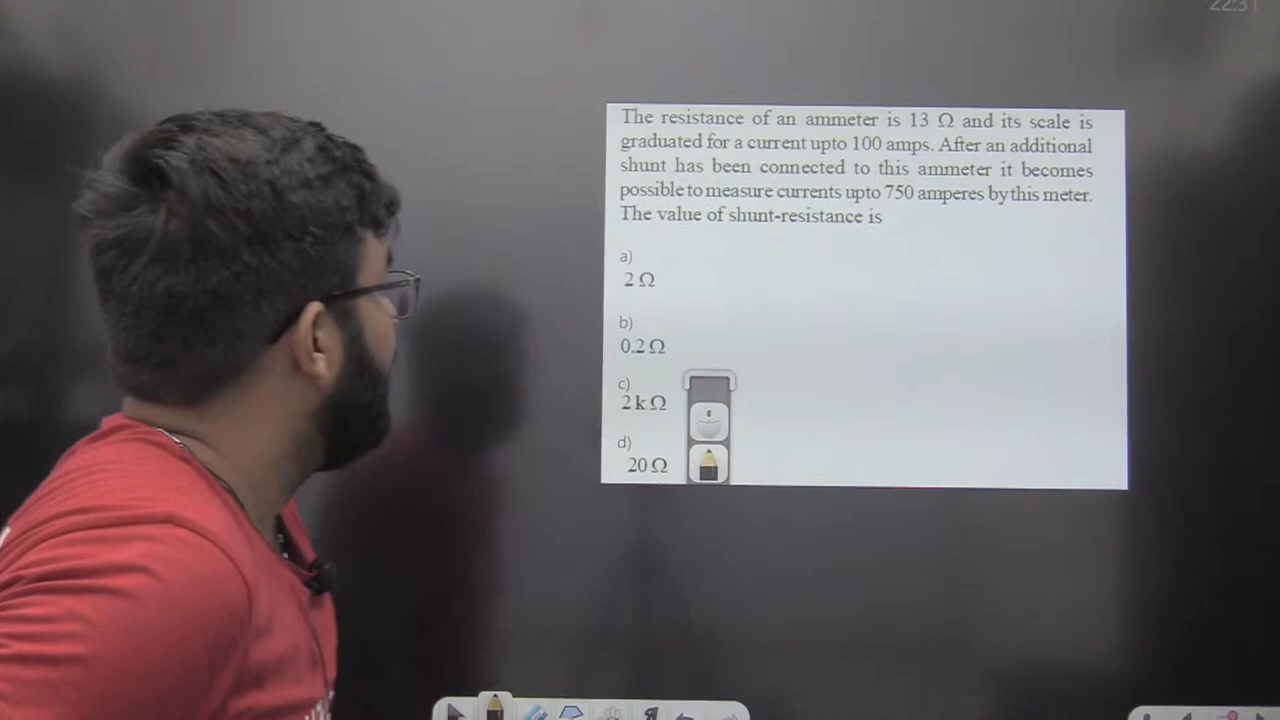 22:31
The resistance of an ammeter is 13 Ω and its scale is
graduated for a current upto 100 amps. After an additional
shunt has been connected to this ammeter it becomes
possible to measure currents upto 750 amperes by this meter.
The value of shunt-resistance is
a)
2 Ω
b)
0.2 Ω
c)
2 k Ω
d)
20 Ω